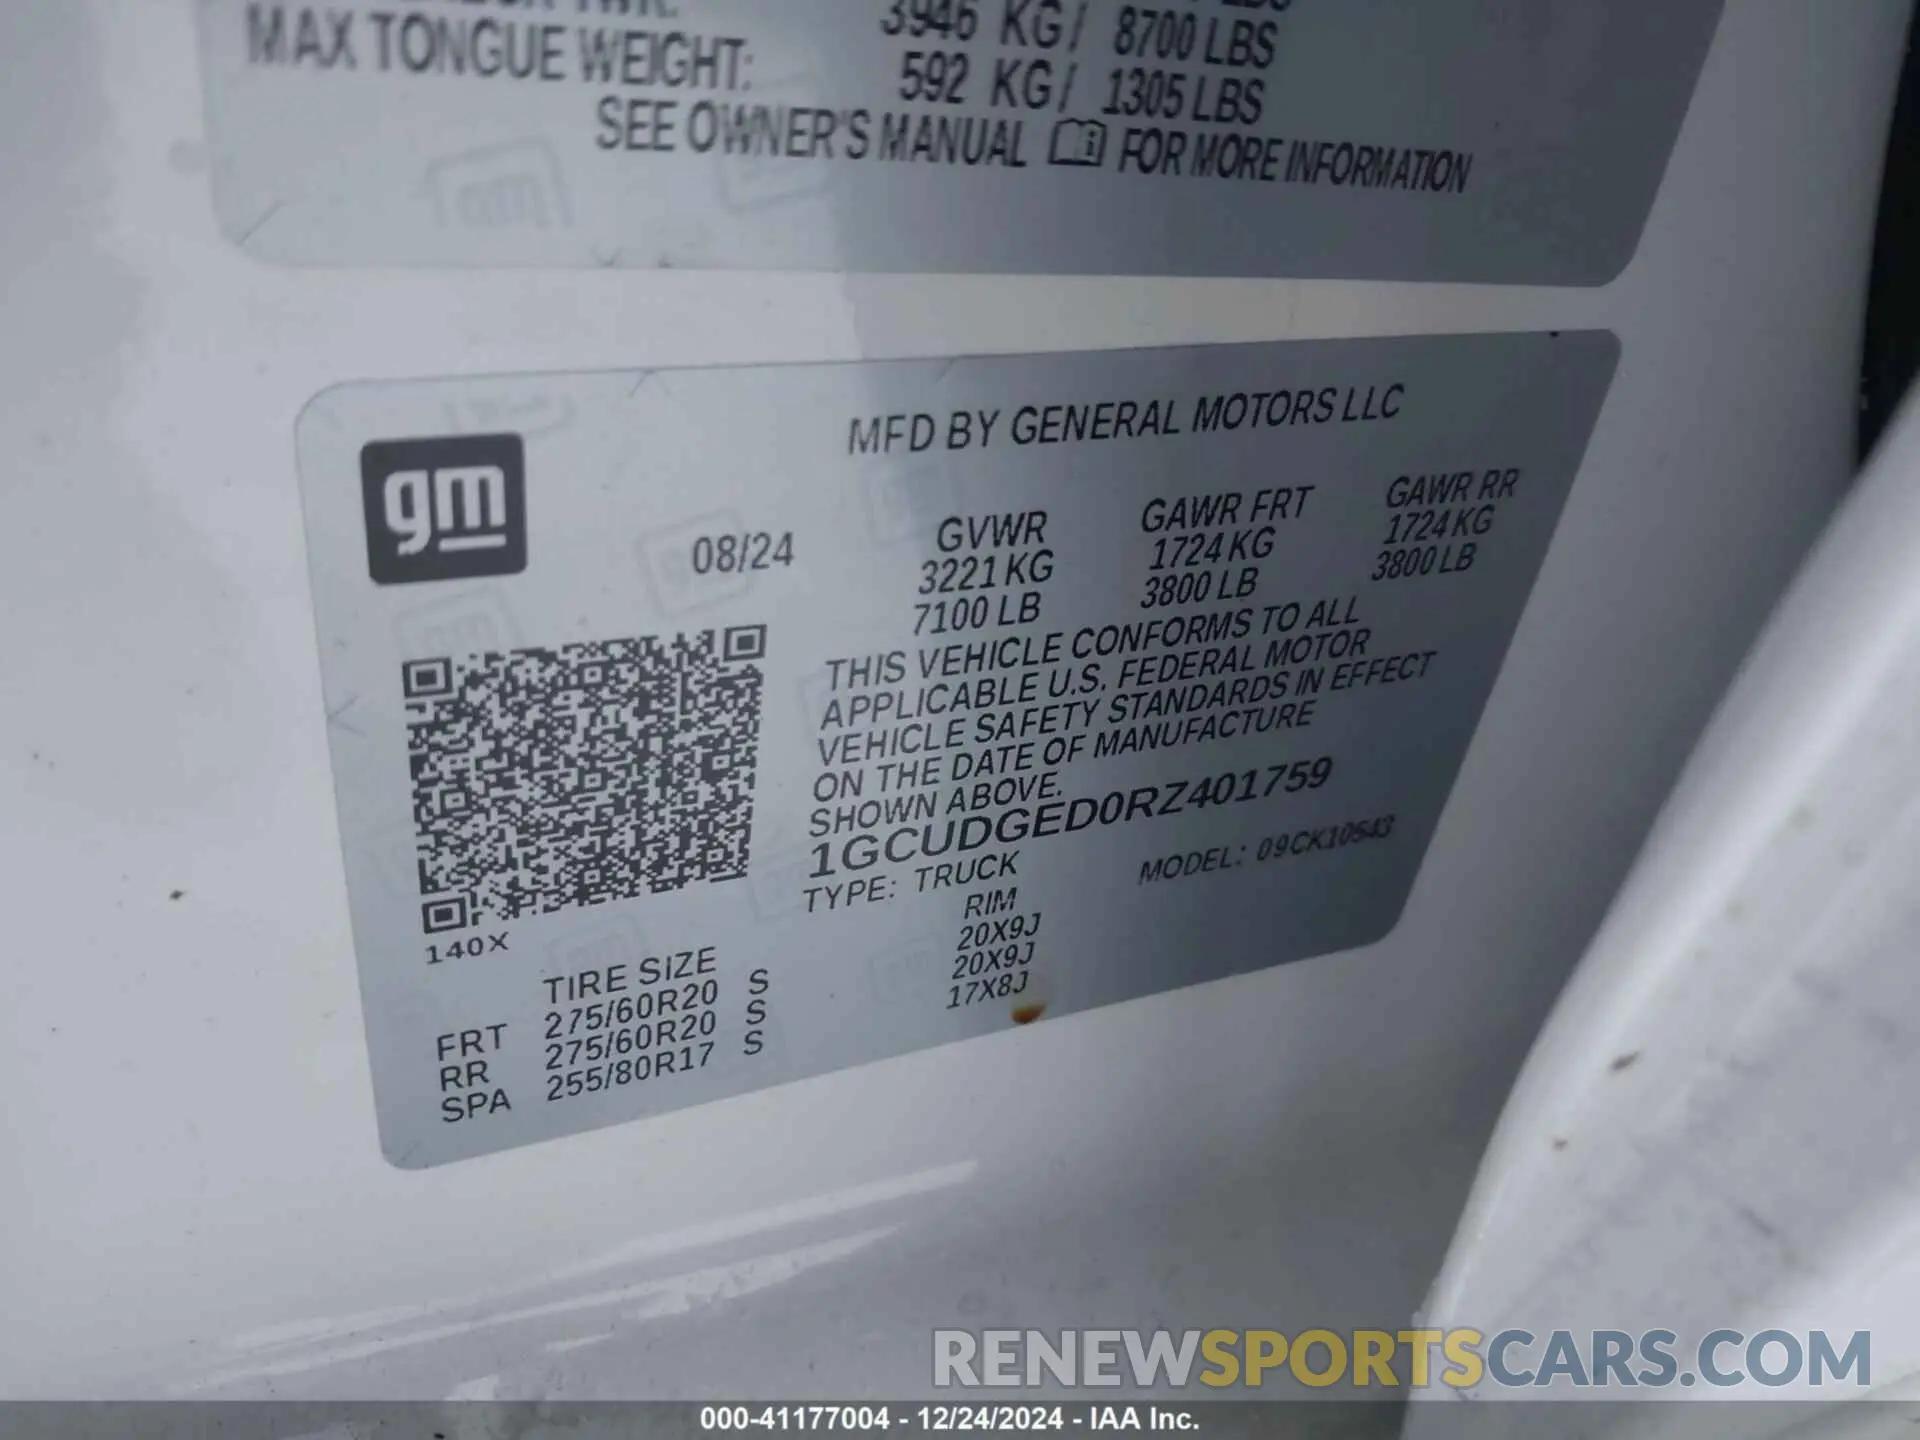 3946 KG/ 8700 LBS
MAX TONGUE WEIGHT: 592 KG/ 1305 LBS
SEE OWNER'S MANUAL FOR MORE INFORMATION
MFD BY GENERAL MOTORS LLC
gm
08/24
GVWR GAWR FRT GAWR RR
3221 KG 1724 KG 1724 KG
7100 LB 3800 LB 3800 LB
THIS VEHICLE CONFORMS TO ALL
APPLICABLE U.S. FEDERAL MOTOR
VEHICLE SAFETY STANDARDS IN EFFECT
ON THE DATE OF MANUFACTURE
SHOWN ABOVE.
1GCUDGED0RZ401759
TYPE: TRUCK MODEL: 09CK10543
140X
TIRE SIZE RIM
FRT 275/60R20 S 20X9J
RR 275/60R20 S 20X9J
SPA 255/80R17 S 17X8J
RENEWSPORTSCARS.COM
000-41177004 - 12/24/2024 - IAA Inc.